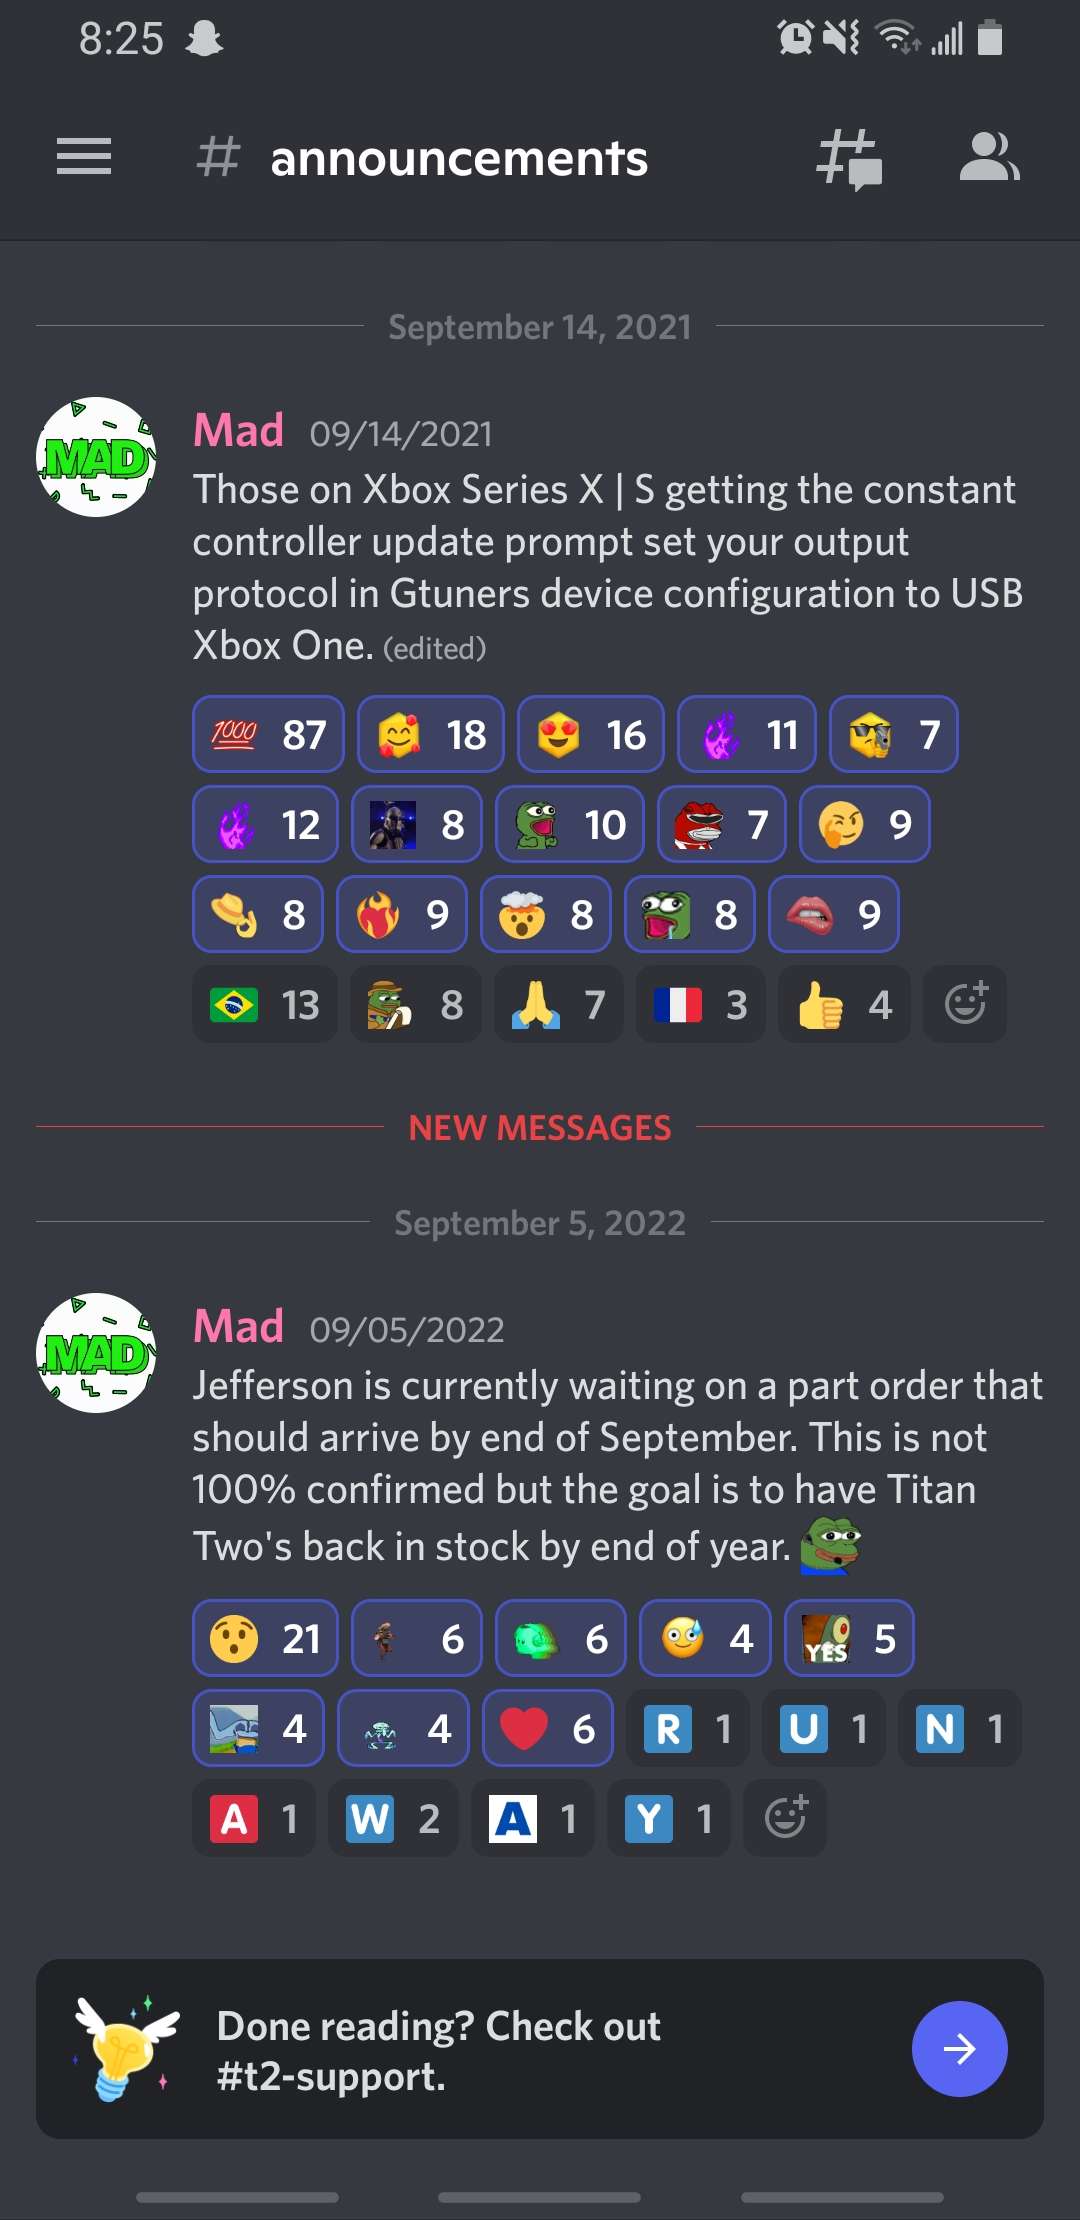 8:25
# announcements
September 14, 2021
MAD
Mad 09/14/2021
Those on Xbox Series X | S getting the constant
controller update prompt set your output
protocol in Gtuners device configuration to USB
Xbox One. (edited)
1000 87 18 16 11 7
12 8 10 7 9
8 9 8 8 9
13 8 7 3 4
NEW MESSAGES
September 5, 2022
MAD
Mad 09/05/2022
Jefferson is currently waiting on a part order that
should arrive by end of September. This is not
100% confirmed but the goal is to have Titan
Two's back in stock by end of year.
21 6 6 4 YES 5
4 4 6 R 1 U 1 N 1
A 1 W 2 A 1 Y 1
Done reading? Check out
#t2-support.